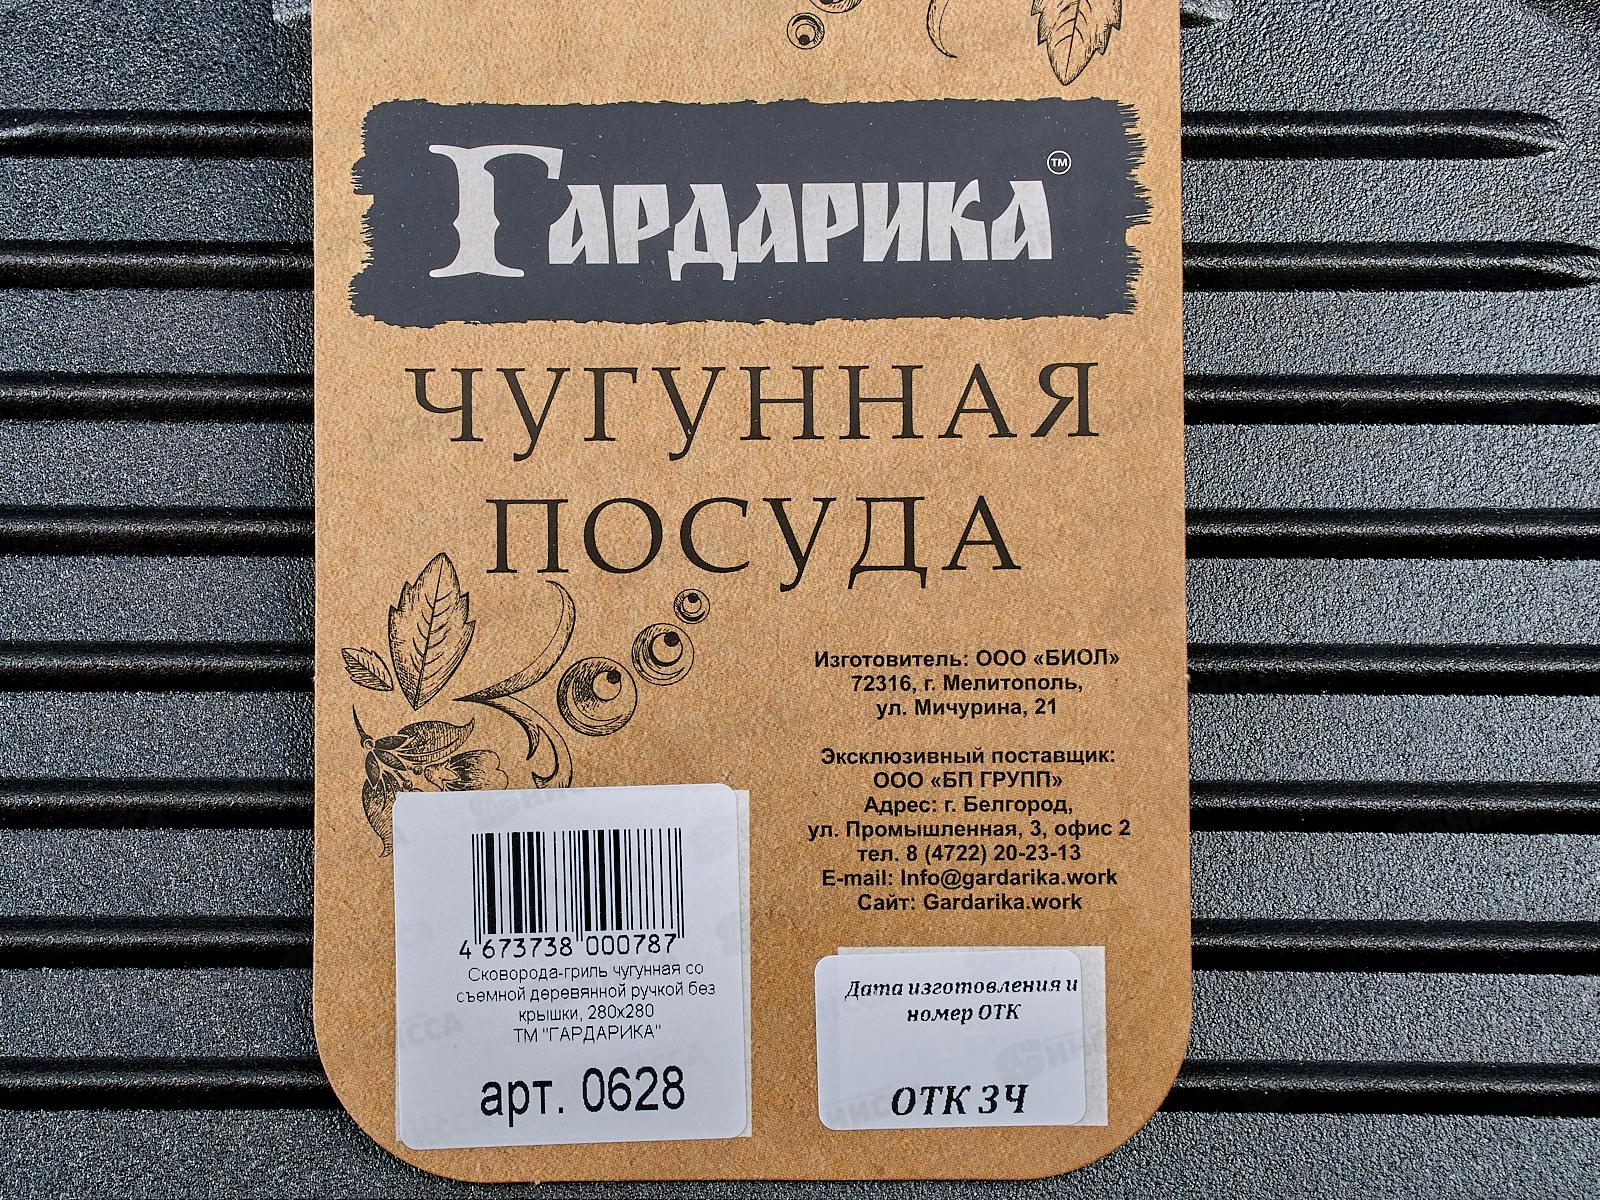 ГАРДАРИКА ™
ЧУГУННАЯ
ПОСУДА
Изготовитель: ООО «БИОЛ»
72316, г. Мелитополь,
ул. Мичурина, 21
Эксклюзивный поставщик:
ООО «БП ГРУПП»
Адрес: г. Белгород,
ул. Промышленная, 3, офис 2
тел. 8 (4722) 20-23-13
E-mail: Info@gardarika.work
Сайт: Gardarika.work
4 673738 000787
Сковорода-гриль чугунная со
съемной деревянной ручкой без
крышки, 280х280
ТМ "ГАРДАРИКА"
арт. 0628
Дата изготовления и
номер ОТК
ОТК 3Ч